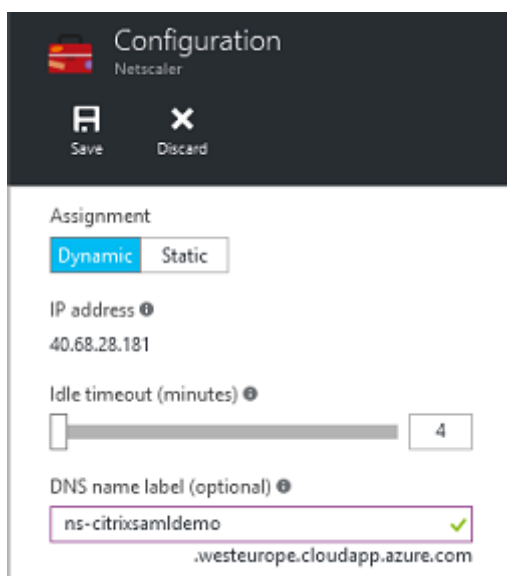 Configuration
Netscaler
Save Discard
Assignment
Dynamic Static
IP address
40.68.28.181
Idle timeout (minutes)
4
DNS name label (optional)
ns-citrixsamldemo
.westeurope.cloudapp.azure.com